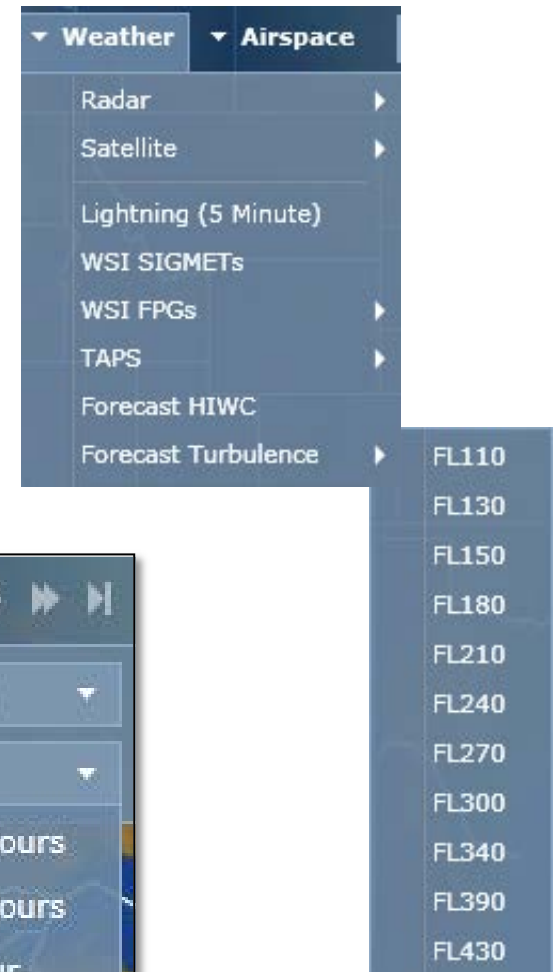 Weather Airspace
Radar
Satellite
Lightning (5 Minute)
WSI SIGMETs
WSI FPGs
TAPS
Forecast HIWC
Forecast Turbulence
FL110
FL130
FL150
FL180
FL210
FL240
FL270
FL300
FL340
FL390
FL430